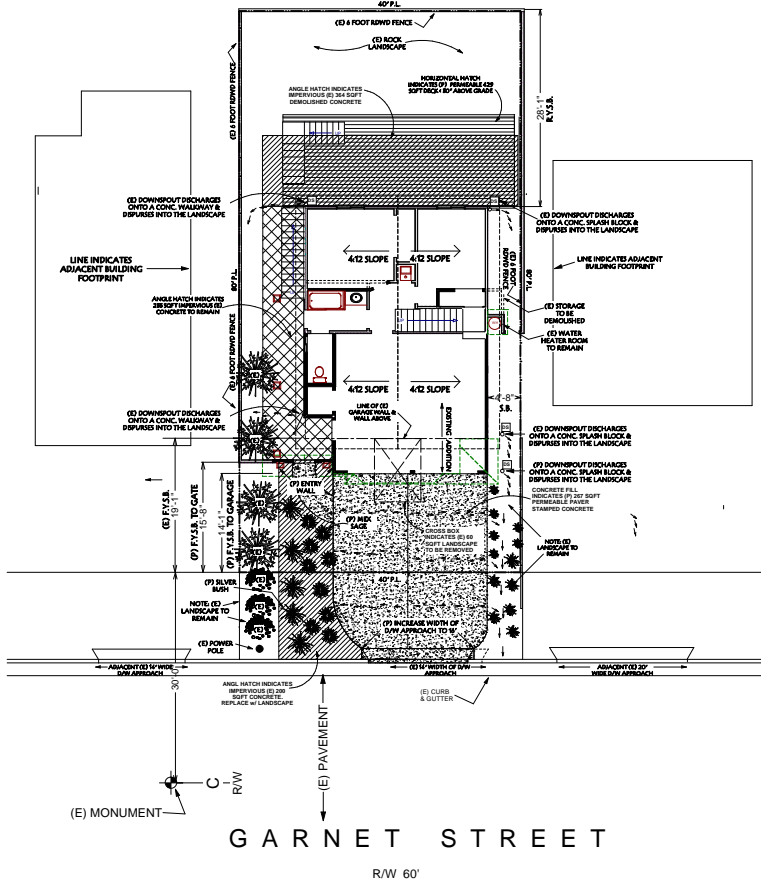 40' P.L.
(E) 6 FOOT RDWD FENCE
(E) ROCK
LANDSCAPE
(E) 6 FOOT RDWD FENCE
ANGLE HATCH INDICATES
IMPERVIOUS (E) 364 SQFT
DEMOLISHED CONCRETE
HORIZONTAL HATCH
INDICATES (P) PERMEABLE 429
SQFT DECK < 30" ABOVE GRADE
28'-1"
R.Y.S.B.
(E) DOWNSPOUT DISCHARGES
ONTO A CONC. WALKWAY &
DISPURSES INTO THE LANDSCAPE
DS
DS
(E) DOWNSPOUT DISCHARGES
ONTO A CONC. SPLASH BLOCK &
DISPURSES INTO THE LANDSCAPE
LINE INDICATES
ADJACENT BUILDING
FOOTPRINT
4:12 SLOPE
4:12 SLOPE
(E) 6 FOOT
RDWD FENCE
80' P.L.
LINE INDICATES ADJACENT
BUILDING FOOTPRINT
80' P.L.
ANGLE HATCH INDICATES
IMPERVIOUS (E)
CONCRETE TO REMAIN
(E) STORAGE
TO BE
DEMOLISHED
(E) WATER
HEATER ROOM
TO REMAIN
(E) 6 FOOT RDWD FENCE
(E)
4:12 SLOPE
4:12 SLOPE
4'-8"
S.B.
LINE OF (E)
GARAGE WALL &
WALL ABOVE
EXISTING ADDITION
(E) DOWNSPOUT DISCHARGES
ONTO A CONC. WALKWAY &
DISPURSES INTO THE LANDSCAPE
DS
(E) DOWNSPOUT DISCHARGES
ONTO A CONC. SPLASH BLOCK &
DISPURSES INTO THE LANDSCAPE
(E)
DS
(P) DOWNSPOUT DISCHARGES
ONTO A CONC. SPLASH BLOCK &
DISPURSES INTO THE LANDSCAPE
(E) F.Y.S.B.
19'-1"
(P) F.Y.S.B. TO GATE
15'-8"
(P) F.Y.S.B. TO GARAGE
14'-1"
(P) ENTRY
WALL
CONCRETE FILL
INDICATES (P) 267 SQFT
PERMEABLE PAVER
STAMPED CONCRETE
(E)
(P) MEX
SAGE
CROSS BOX
INDICATES (E) 60
SQFT LANDSCAPE
TO BE REMOVED
NOTE: (E)
LANDSCAPE TO
REMAIN
(E)
(P) SILVER
BUSH
(E)
40' P.L.
NOTE: (E)
LANDSCAPE TO
REMAIN
(E)
(E)
(P) INCREASE WIDTH OF
D/W APPROACH TO 16'
(E) POWER
POLE
ADJACENT (E) WIDE
D/W APPROACH
(E) WIDTH OF D/W
APPROACH
ADJACENT (E) 20'
WIDE D/W APPROACH
30'-0"
ANGL HATCH INDICATES
IMPERVIOUS (E) 200
SQFT CONCRETE.
REPLACE w/ LANDSCAPE
(E) CURB
& GUTTER
(E) PAVEMENT
C
R/W
(E) MONUMENT
GARNET STREET
R/W 60'